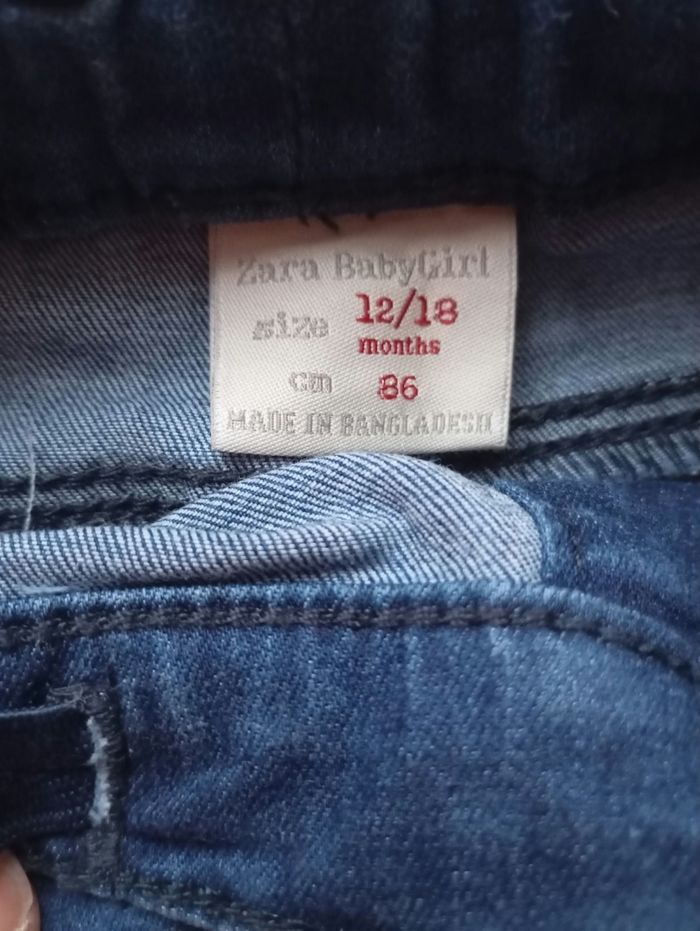 Zara BabyGirl
size 12/18
months
cm 86
MADE IN BANGLADESH